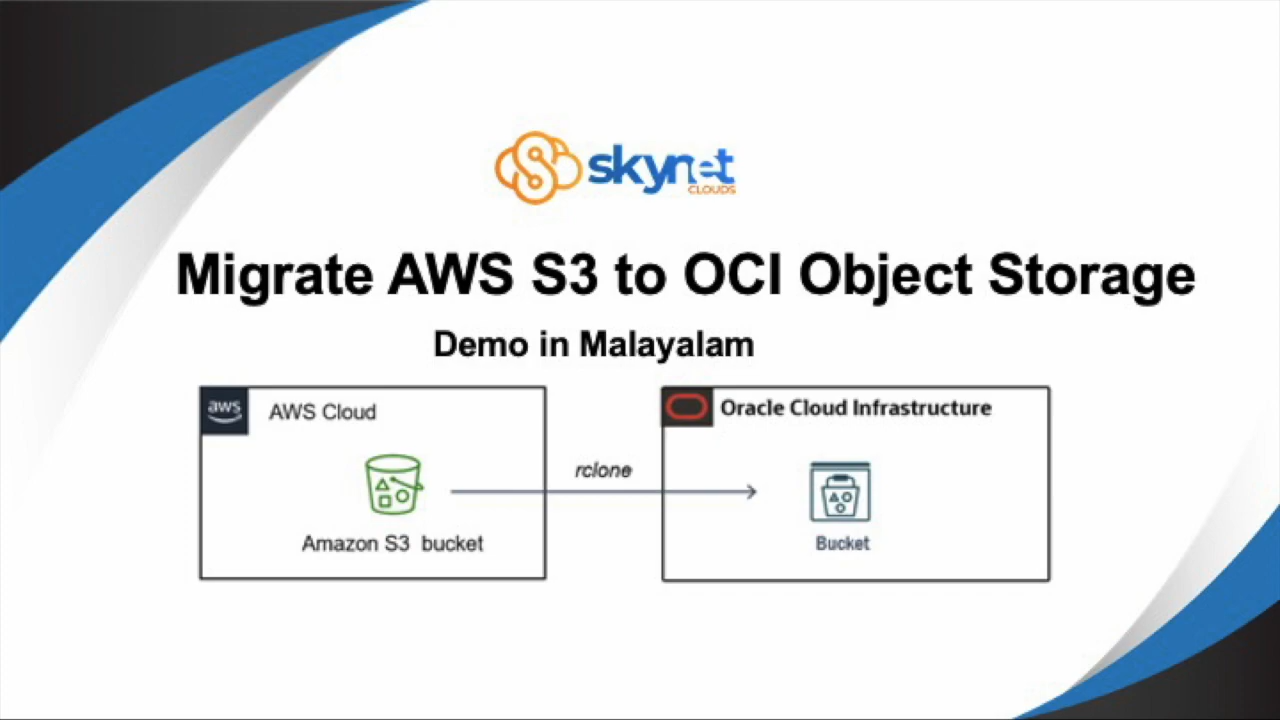 skynet
CLOUDS
Migrate AWS S3 to OCI Object Storage
Demo in Malayalam
aws
AWS Cloud
Oracle Cloud Infrastructure
rclone
Amazon S3 bucket
Bucket